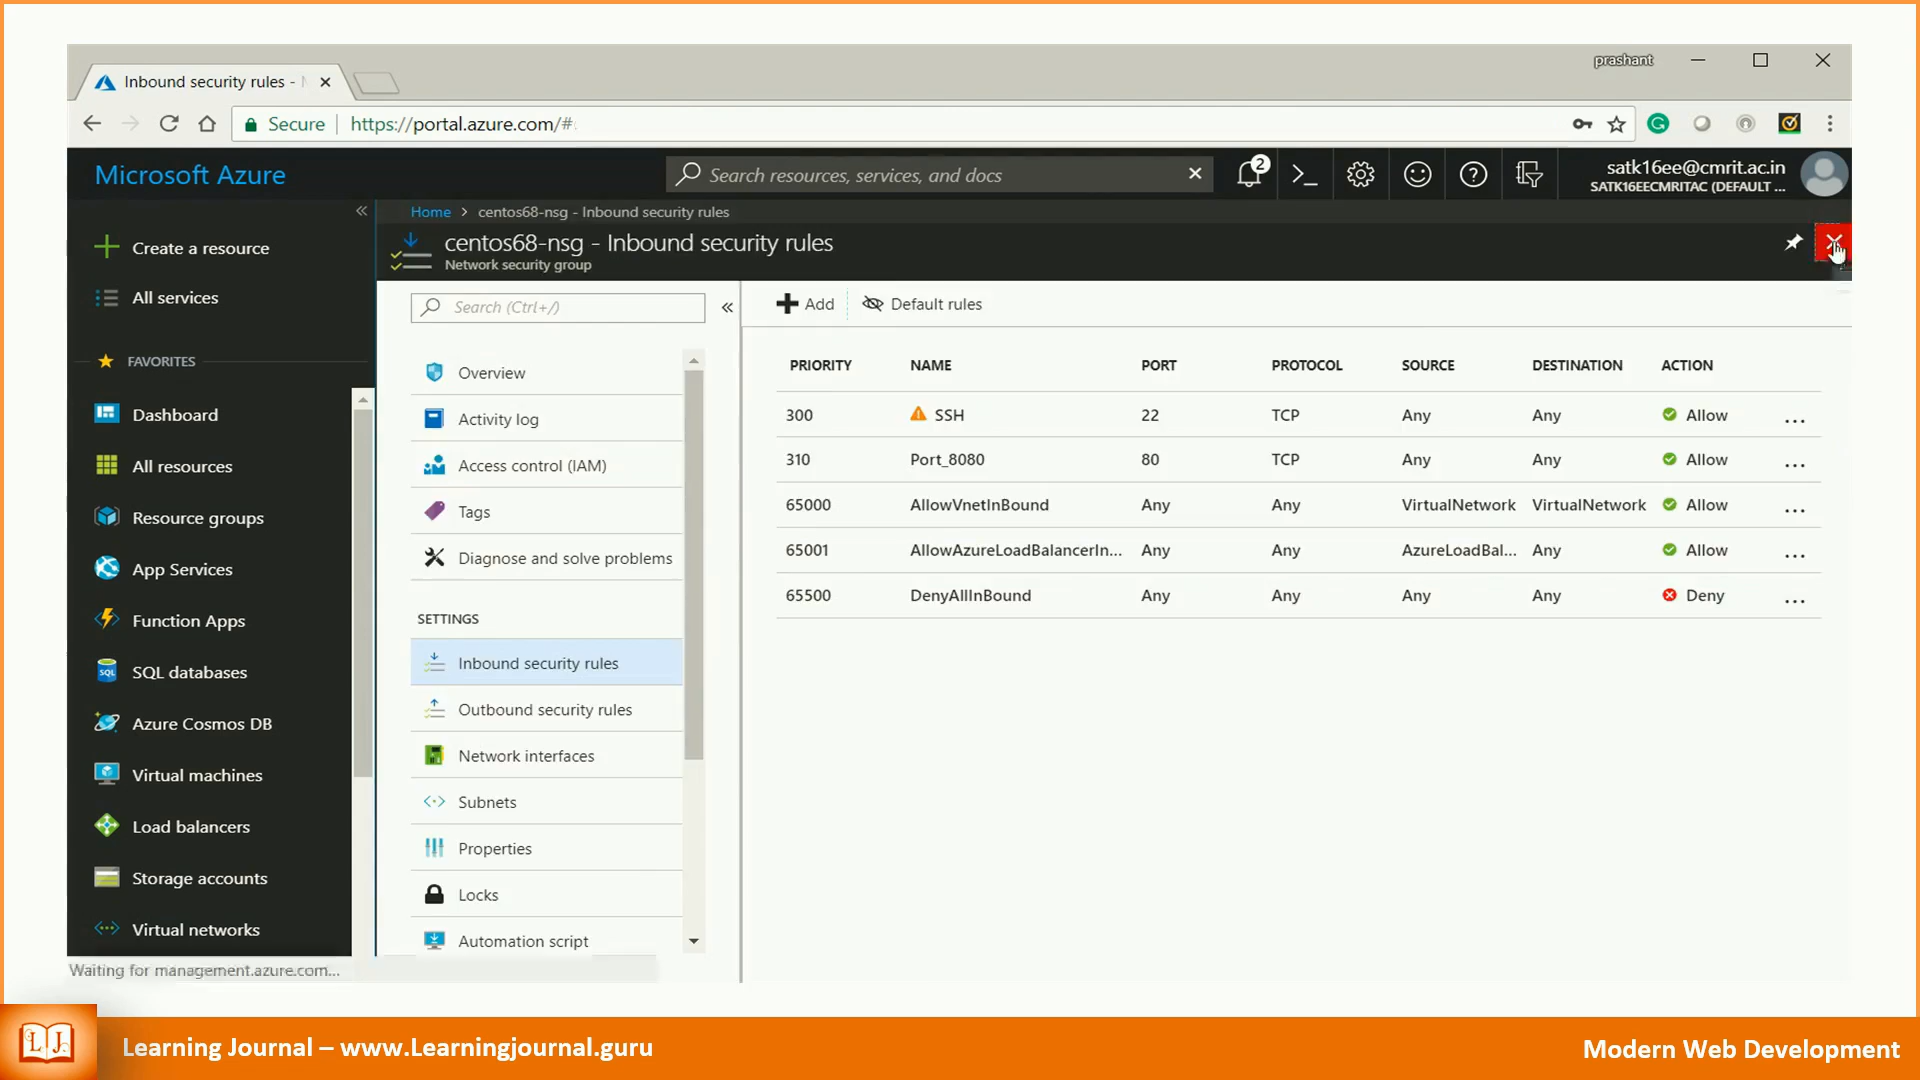 prashant
Inbound security rules -
Secure https://portal.azure.com/#
Microsoft Azure
Search resources, services, and docs
2
satk16ee@cmrit.ac.in
SATK16EECMRITAC (DEFAULT ...
Home > centos68-nsg - Inbound security rules
centos68-nsg - Inbound security rules
Network security group
Create a resource
All services
FAVORITES
Dashboard
All resources
Resource groups
App Services
Function Apps
SQL databases
Azure Cosmos DB
Virtual machines
Load balancers
Storage accounts
Virtual networks
Search (Ctrl+/)
Overview
Activity log
Access control (IAM)
Tags
Diagnose and solve problems
SETTINGS
Inbound security rules
Outbound security rules
Network interfaces
Subnets
Properties
Locks
Automation script
Add Default rules
PRIORITY NAME PORT PROTOCOL SOURCE DESTINATION ACTION
300 SSH 22 TCP Any Any Allow ...
310 Port_8080 80 TCP Any Any Allow ...
65000 AllowVnetInBound Any Any VirtualNetwork VirtualNetwork Allow ...
65001 AllowAzureLoadBalancerIn... Any Any AzureLoadBal... Any Allow ...
65500 DenyAllInBound Any Any Any Any Deny ...
Waiting for management.azure.com...
LJ
Learning Journal – www.Learningjournal.guru
Modern Web Development